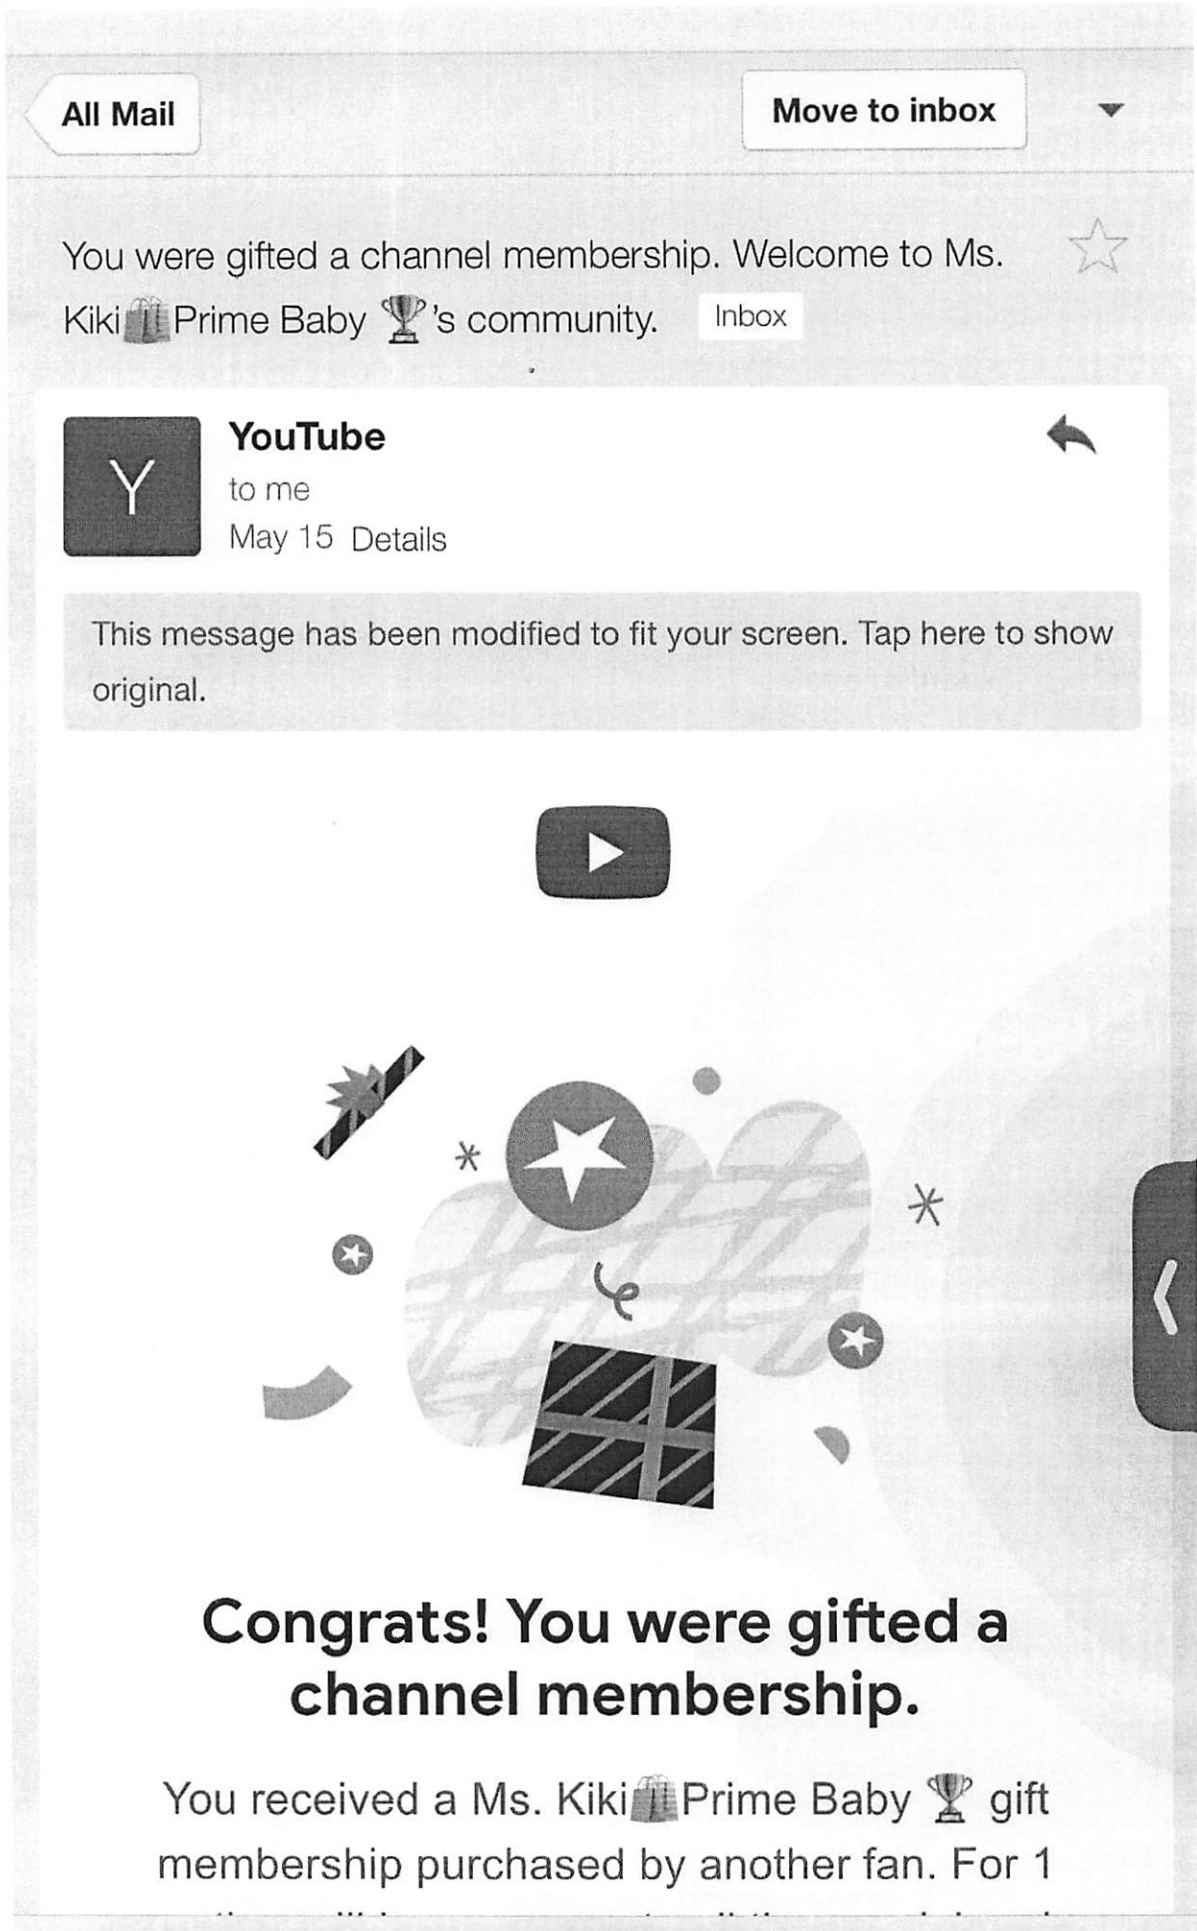 All Mail
Move to inbox
You were gifted a channel membership. Welcome to Ms.
Kiki🛍️Prime Baby 🏆's community. Inbox
Y
YouTube
to me
May 15 Details
This message has been modified to fit your screen. Tap here to show
original.
Congrats! You were gifted a
channel membership.
You received a Ms. Kiki🛍️Prime Baby 🏆 gift
membership purchased by another fan. For 1